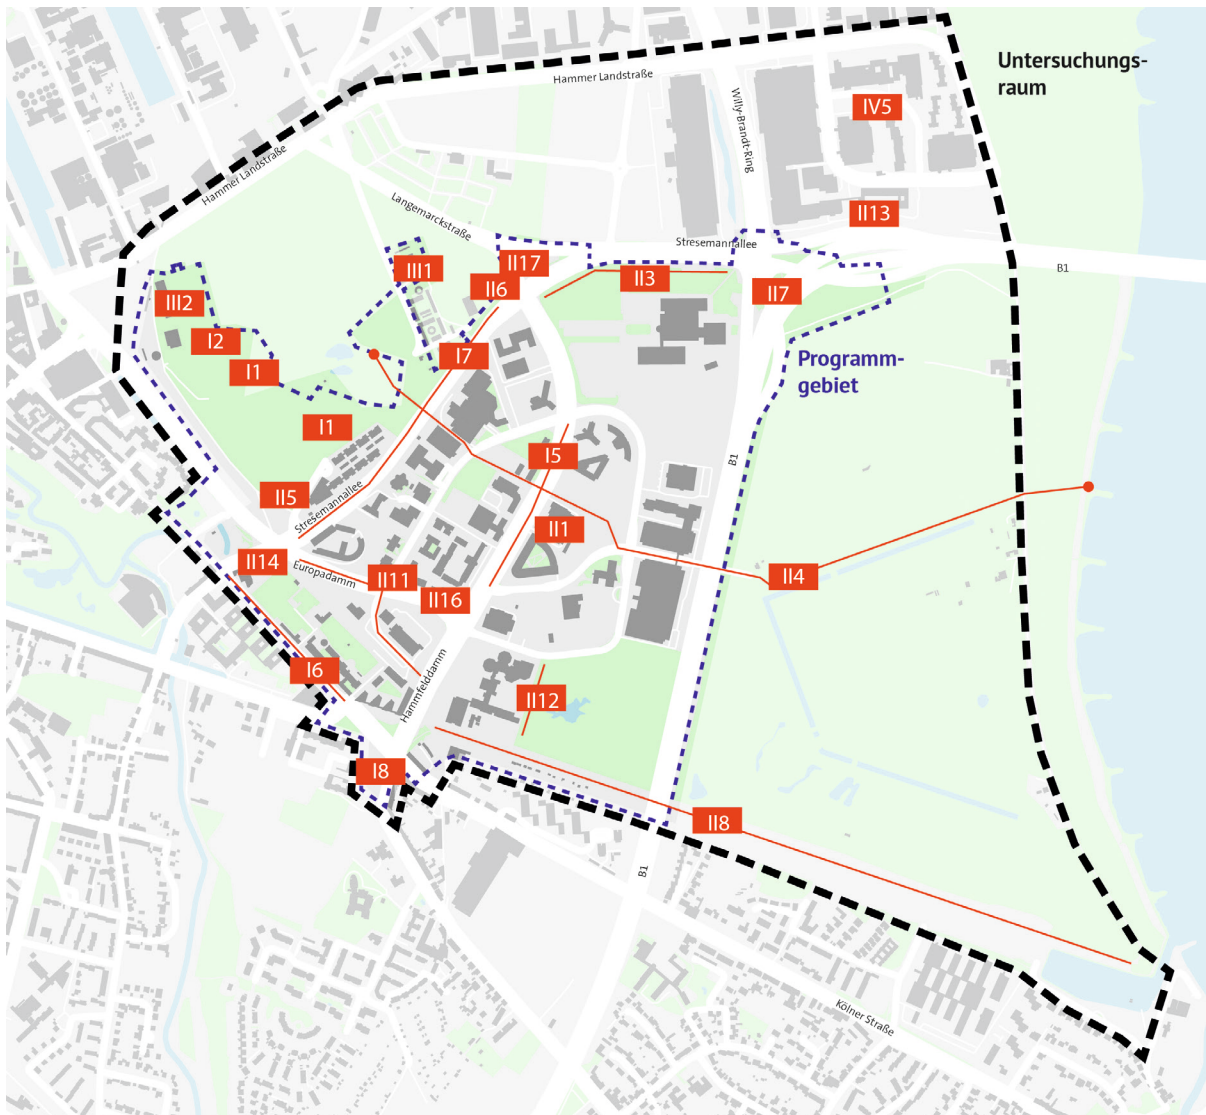 Untersuchungs-
raum
Hammer Landstraße
IV5
Willy-Brandt-Ring
Hammer Landstraße
Langemarckstraße
II13
Stresemannallee
II17
III1
II6
II3
II7
B1
III2
I2
I1
I7
Programm-
gebiet
I1
I5
B1
II5
Stresemannallee
II1
II14
Europadamm
II11
II16
II4
I6
Hammfelddamm
II12
I8
II8
B1
Kölner Straße